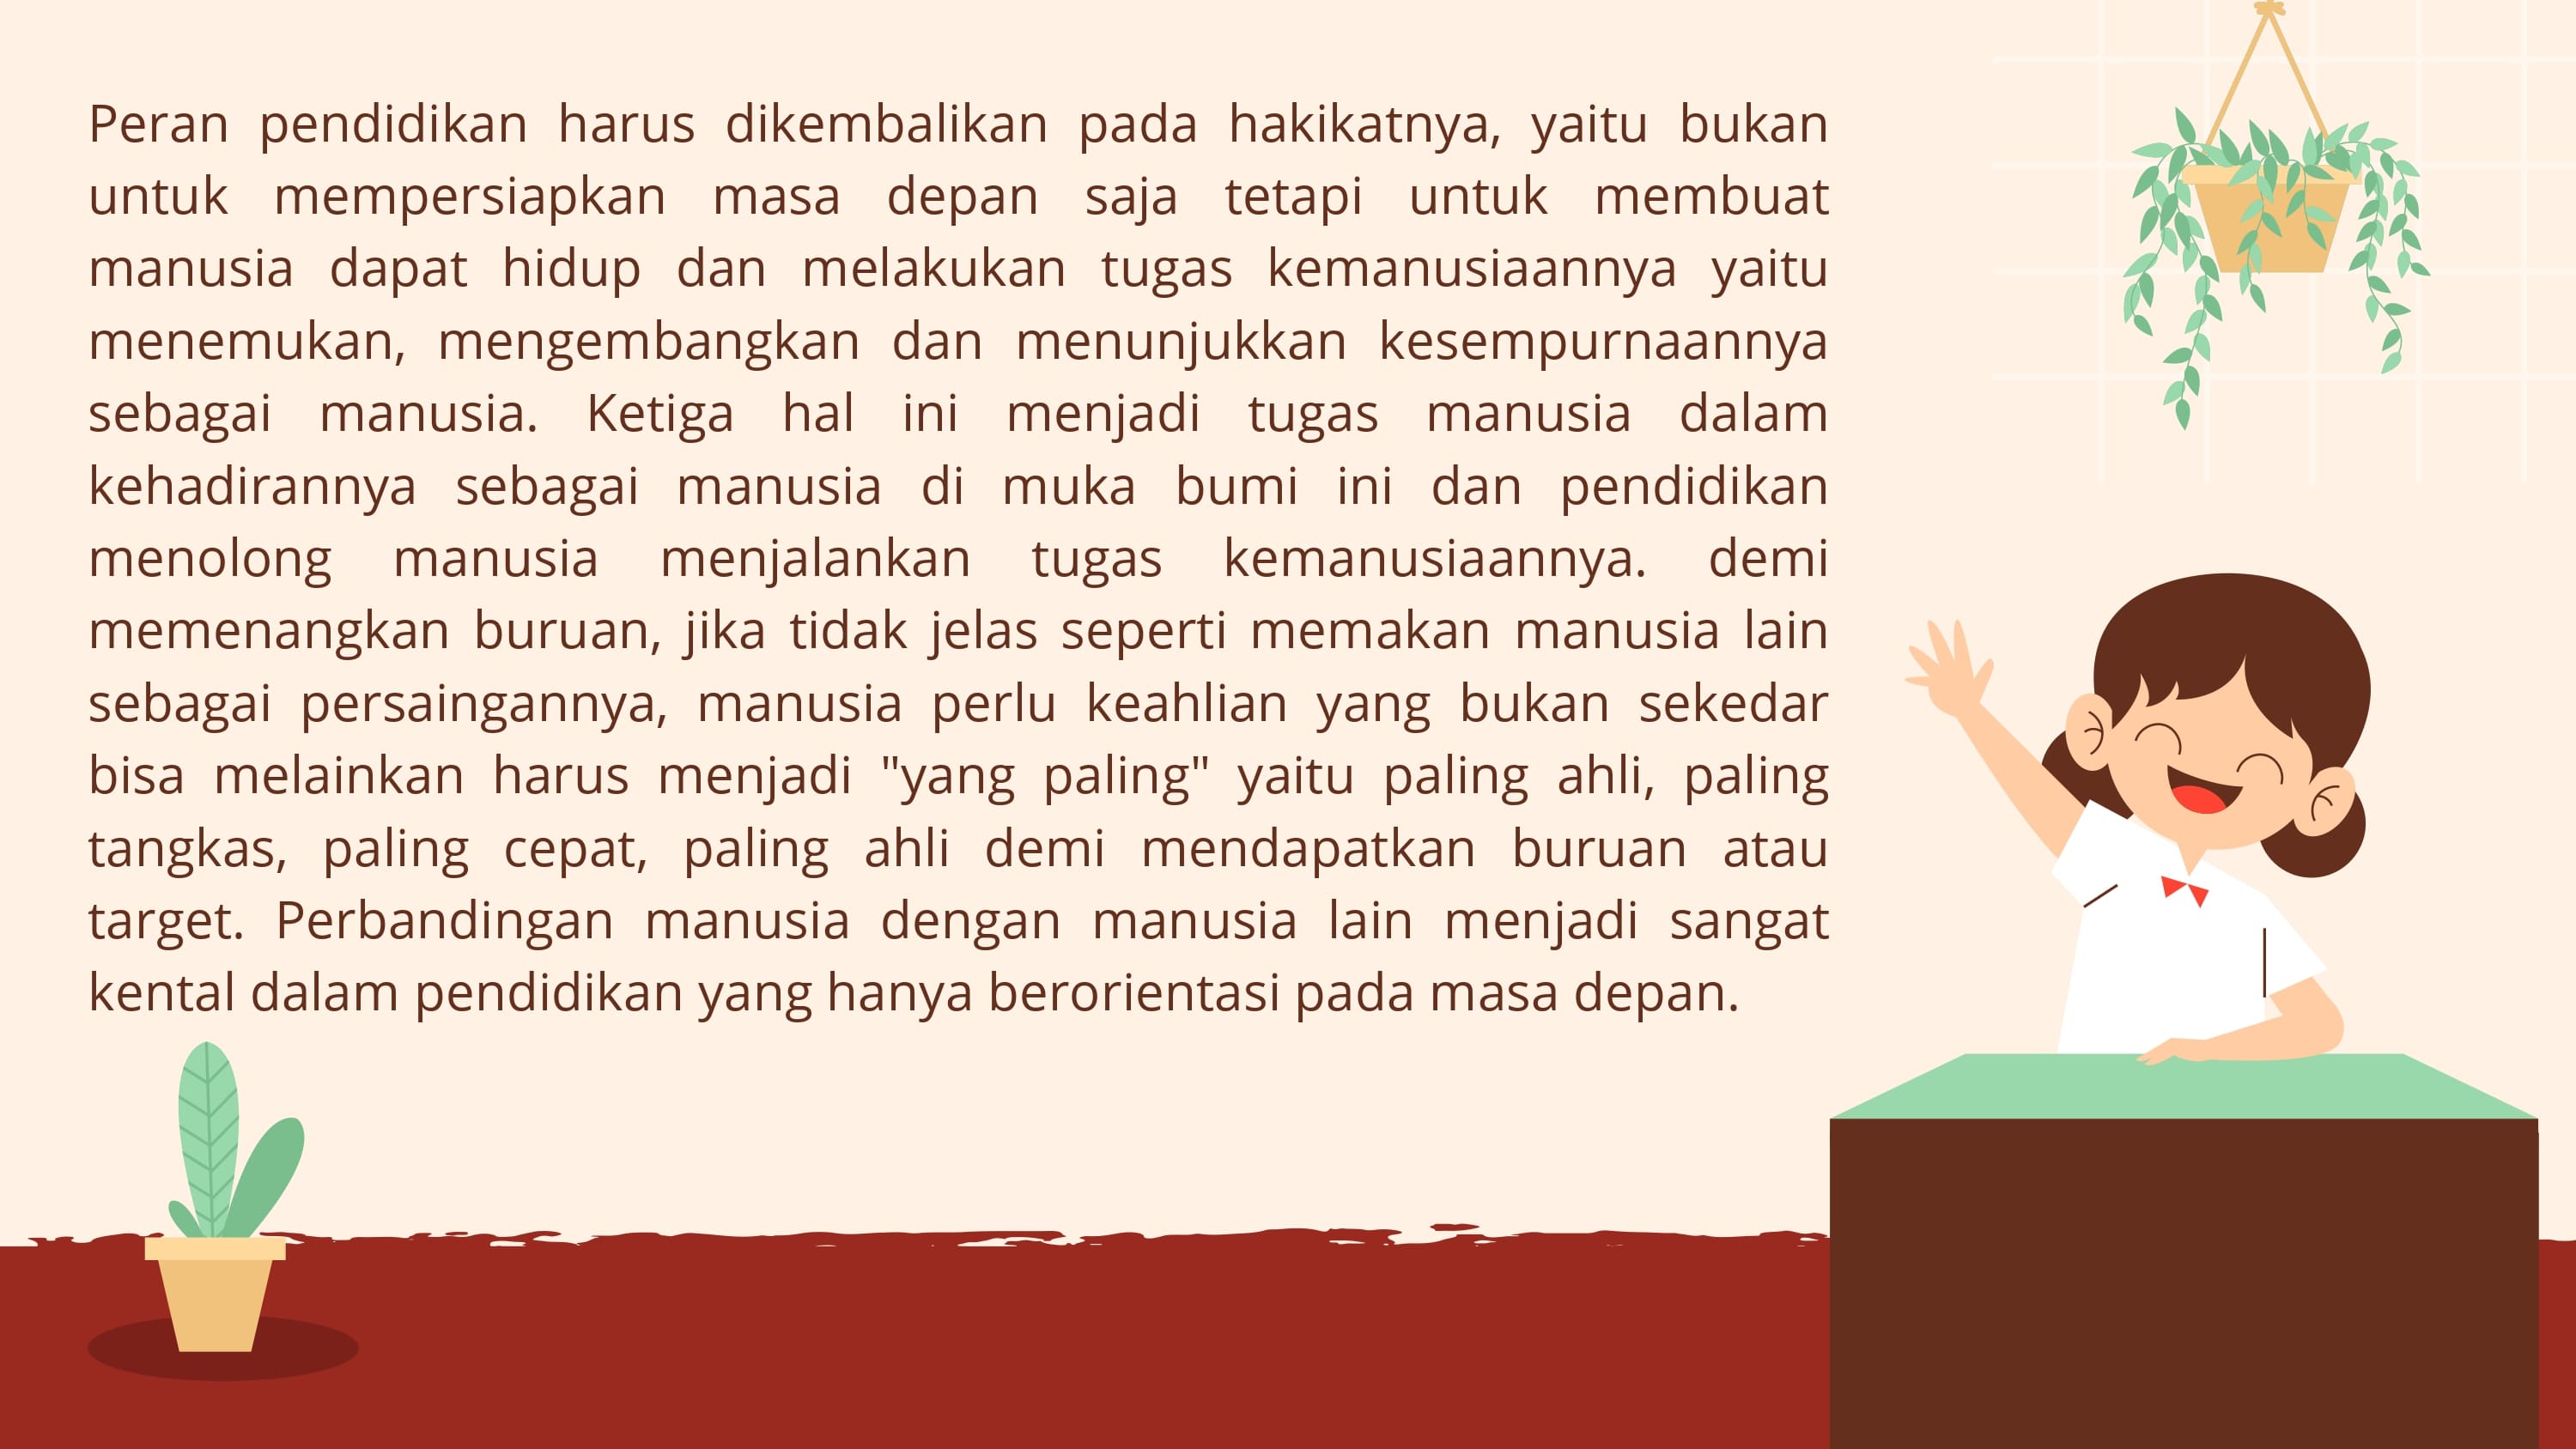 Peran pendidikan harus dikembalikan pada hakikatnya, yaitu bukan
untuk mempersiapkan masa depan saja tetapi untuk membuat
manusia dapat hidup dan melakukan tugas kemanusiaannya yaitu
menemukan, mengembangkan dan menunjukkan kesempurnaannya
sebagai manusia. Ketiga hal ini menjadi tugas manusia dalam
kehadirannya sebagai manusia di muka bumi ini dan pendidikan
menolong manusia menjalankan tugas kemanusiaannya. demi
memenangkan buruan, jika tidak jelas seperti memakan manusia lain
sebagai persaingannya, manusia perlu keahlian yang bukan sekedar
bisa melainkan harus menjadi "yang paling" yaitu paling ahli, paling
tangkas, paling cepat, paling ahli demi mendapatkan buruan atau
target. Perbandingan manusia dengan manusia lain menjadi sangat
kental dalam pendidikan yang hanya berorientasi pada masa depan.